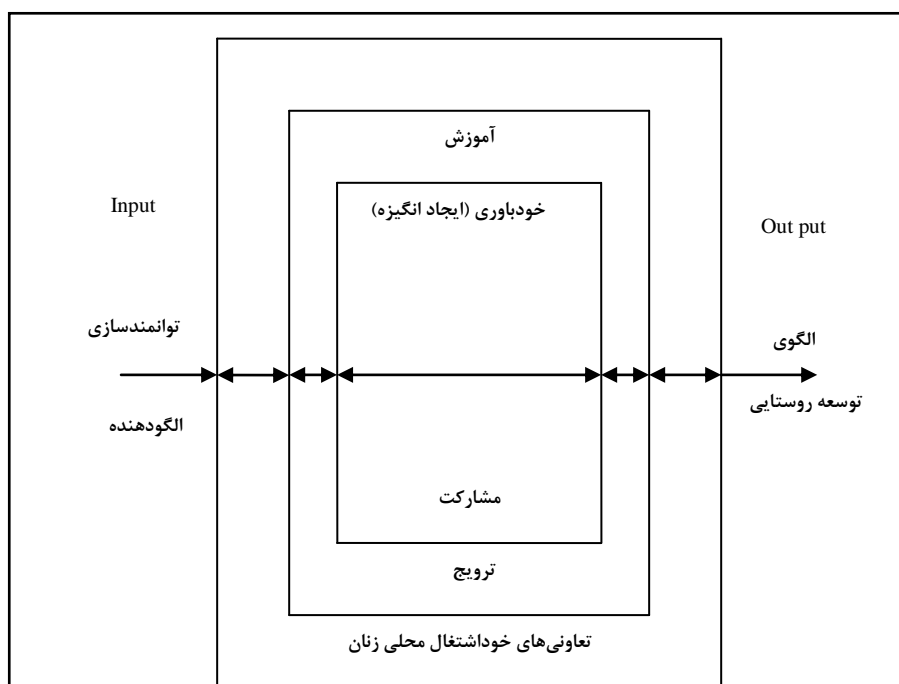 آموزش
خودباوری (ایجاد انگیزه)
Input
Out put
توانمندسازی
الگوی
توسعه روستایی
الگودهنده
مشارکت
ترویج
تعاونی‌های خوداشتغال محلی زنان